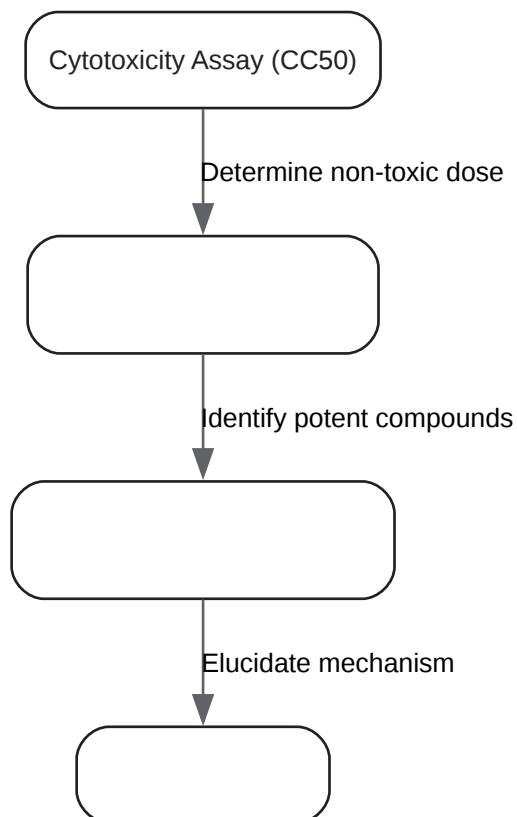 Cytotoxicity Assay (CC50)
Determine non-toxic dose
Identify potent compounds
Elucidate mechanism